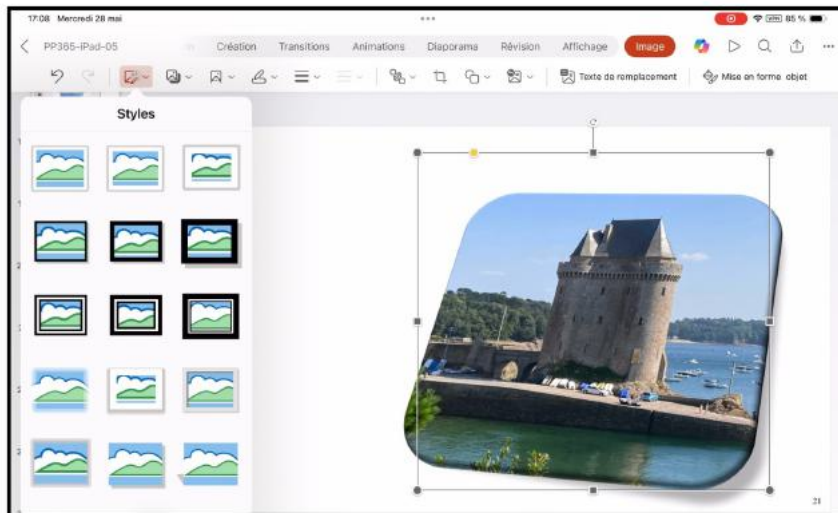 17:08 Mercredi 28 mai
VPN 85 %
PP365-iPad-05 Création Transitions Animations Diaporama Révision Affichage Image
Texte de remplacement Mise en forme objet
Styles
21